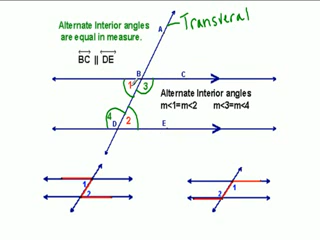 Alternate Interior angles
are equal in measure.
BC || DE
Transveral
A
B
C
1
3
Alternate Interior angles
m<1=m<2 m<3=m<4
4
2
D
E
1
2
1
2